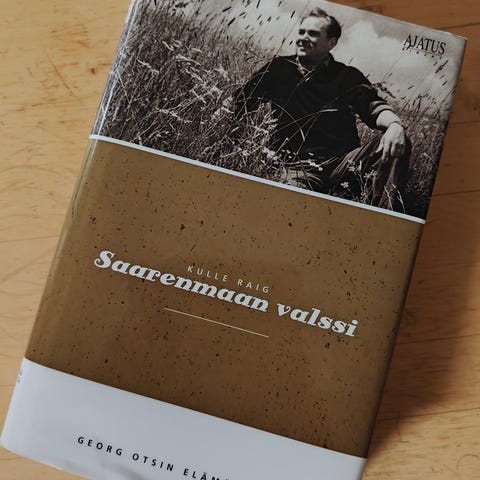 AJATUS
KULLE RAIG
Saarenmaan valssi
GEORG OTSIN